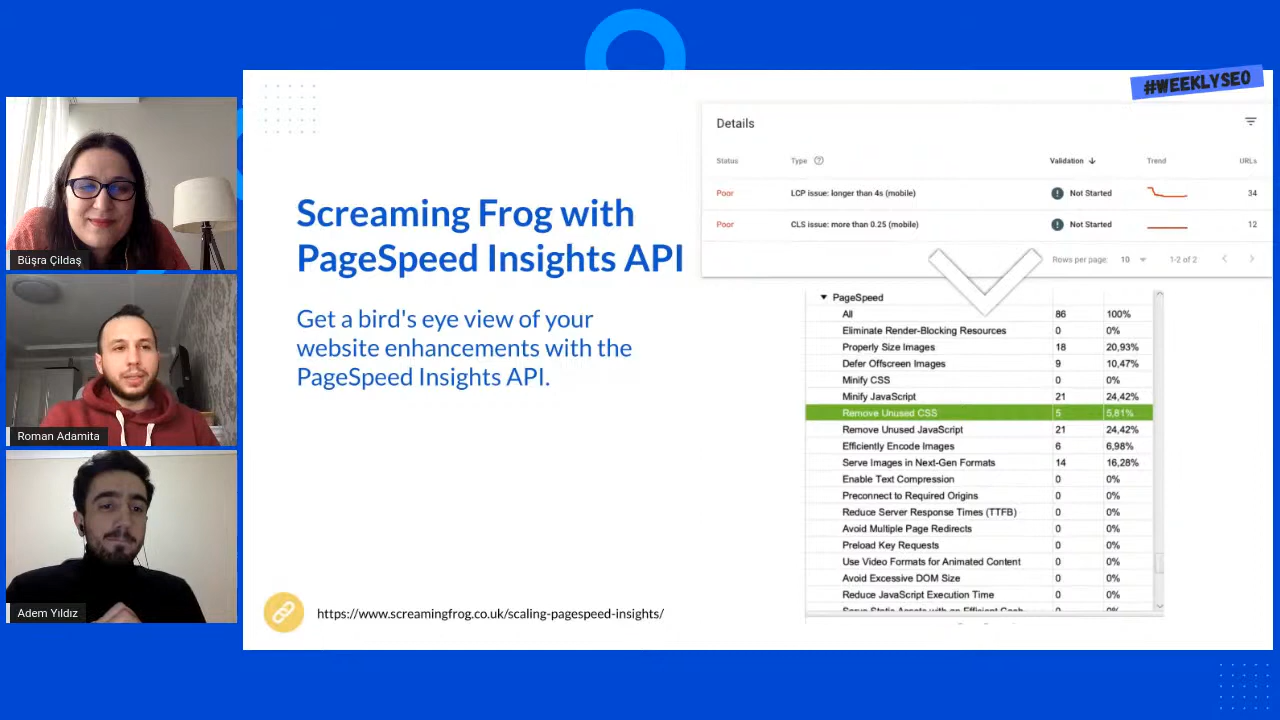 #WEEKLYSEO
Büşra Çildaş
Roman Adamita
Adem Yıldız
Screaming Frog with
PageSpeed Insights API
Get a bird's eye view of your
website enhancements with the
PageSpeed Insights API.
https://www.screamingfrog.co.uk/scaling-pagespeed-insights/
Details
Status Type ? Validation ↓ Trend URLs
Poor LCP issue: longer than 4s (mobile) ! Not Started 34
Poor CLS issue: more than 0.25 (mobile) ! Not Started 12
Rows per page: 10 1-2 of 2
PageSpeed
All 86 100%
Eliminate Render-Blocking Resources 0 0%
Properly Size Images 18 20,93%
Defer Offscreen Images 9 10,47%
Minify CSS 0 0%
Minify JavaScript 21 24,42%
Remove Unused CSS 5 5,81%
Remove Unused JavaScript 21 24,42%
Efficiently Encode Images 6 6,98%
Serve Images in Next-Gen Formats 14 16,28%
Enable Text Compression 0 0%
Preconnect to Required Origins 0 0%
Reduce Server Response Times (TTFB) 0 0%
Avoid Multiple Page Redirects 0 0%
Preload Key Requests 0 0%
Use Video Formats for Animated Content 0 0%
Avoid Excessive DOM Size 0 0%
Reduce JavaScript Execution Time 0 0%
Serve Static Assets with an Efficient Cach 0 0%